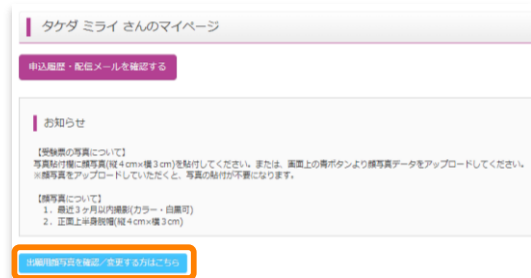 タケダ ミライ さんのマイページ
申込履歴・配信メールを確認する
お知らせ
【受験票の写真について】
写真貼付欄に顔写真(縦4cm×横3cm)を貼付してください。または、画面上の青ボタンより顔写真データをアップロードしてください。
※顔写真をアップロードしていただくと、写真の貼付が不要になります。
【顔写真について】
1. 最近3ヶ月以内撮影(カラー・白黒可)
2. 正面上半身脱帽(縦4cm×横3cm)
出願用顔写真を確認／変更する方はこちら